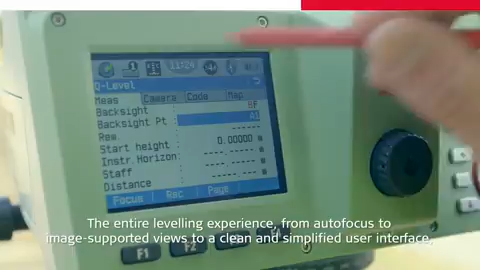 11:24
Q-Level
Meas Camera Code Map
Backsight : BF
Backsight Pt : A1
Rem. : -----
Start height : 0.00000 m
Instr.Horizon: ----.----- m
Staff : ----.----- m
Distance : ----.--- m
Focus Rec Page
F1 F2
The entire levelling experience, from autofocus to
image-supported views to a clean and simplified user interface,